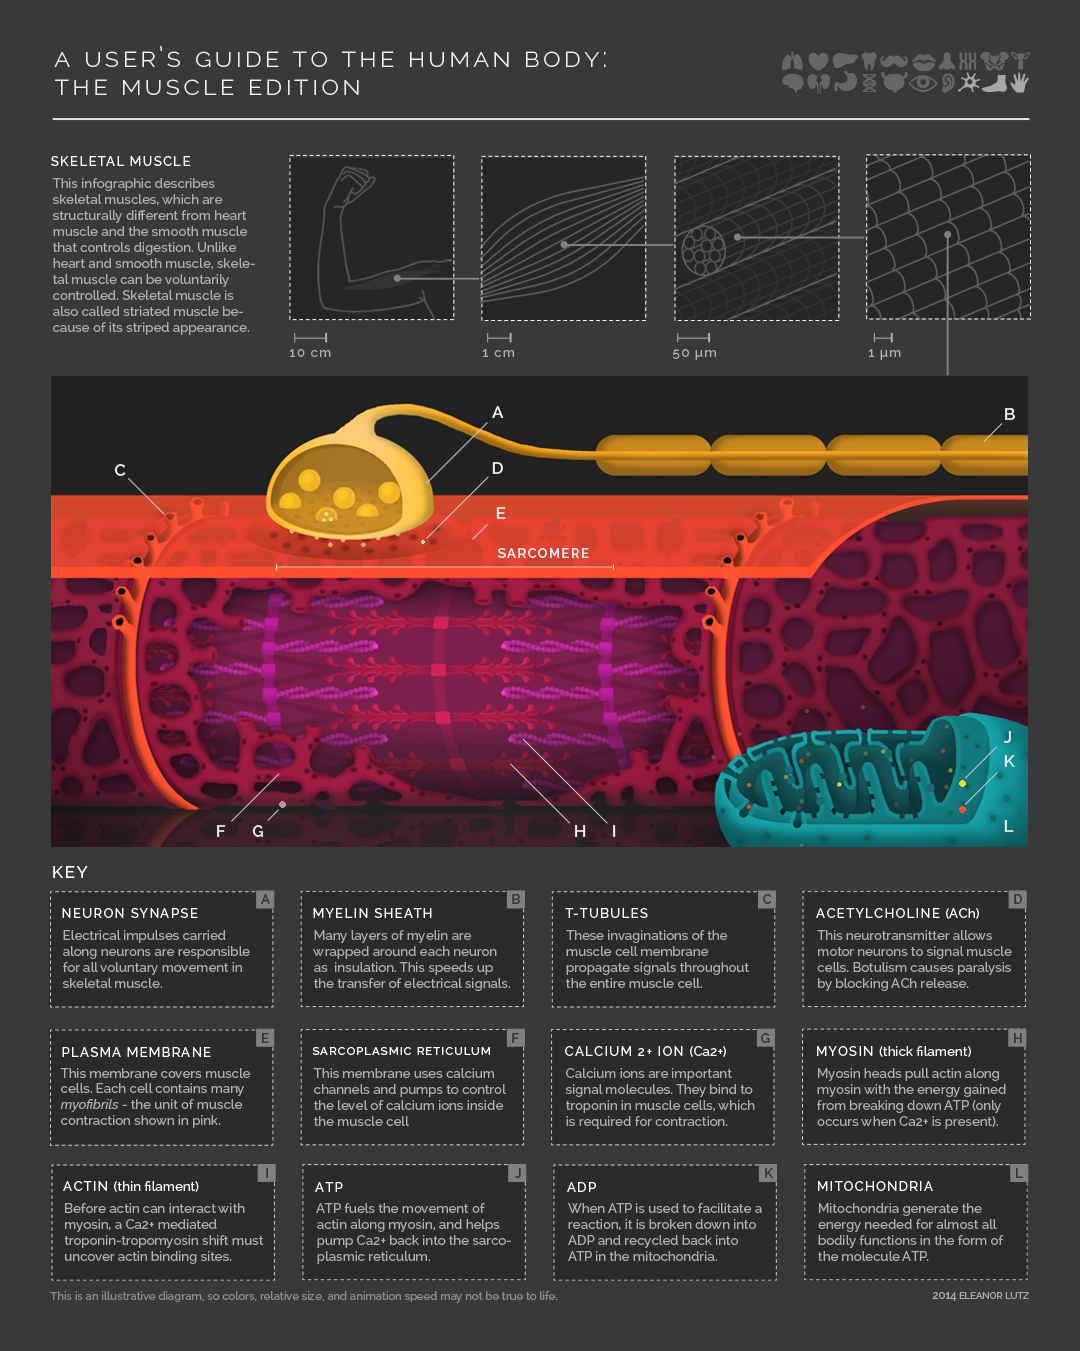 A USER'S GUIDE TO THE HUMAN BODY:
THE MUSCLE EDITION
SKELETAL MUSCLE
This infographic describes
skeletal muscles, which are
structurally different from heart
muscle and the smooth muscle
that controls digestion. Unlike
heart and smooth muscle, skele-
tal muscle can be voluntarily
controlled. Skeletal muscle is
also called striated muscle be-
cause of its striped appearance.
10 cm
1 cm
50 µm
1 µm
A
B
C
D
E
SARCOMERE
J
K
L
F
G
H
I
KEY
A
NEURON SYNAPSE
Electrical impulses carried
along neurons are responsible
for all voluntary movement in
skeletal muscle.
B
MYELIN SHEATH
Many layers of myelin are
wrapped around each neuron
as insulation. This speeds up
the transfer of electrical signals.
C
T-TUBULES
These invaginations of the
muscle cell membrane
propagate signals throughout
the entire muscle cell.
D
ACETYLCHOLINE (ACh)
This neurotransmitter allows
motor neurons to signal muscle
cells. Botulism causes paralysis
by blocking ACh release.
E
PLASMA MEMBRANE
This membrane covers muscle
cells. Each cell contains many
myofibrils - the unit of muscle
contraction shown in pink.
F
SARCOPLASMIC RETICULUM
This membrane uses calcium
channels and pumps to control
the level of calcium ions inside
the muscle cell
G
CALCIUM 2+ ION (Ca2+)
Calcium ions are important
signal molecules. They bind to
troponin in muscle cells, which
is required for contraction.
H
MYOSIN (thick filament)
Myosin heads pull actin along
myosin with the energy gained
from breaking down ATP (only
occurs when Ca2+ is present).
I
ACTIN (thin filament)
Before actin can interact with
myosin, a Ca2+ mediated
troponin-tropomyosin shift must
uncover actin binding sites.
J
ATP
ATP fuels the movement of
actin along myosin, and helps
pump Ca2+ back into the sarco-
plasmic reticulum.
K
ADP
When ATP is used to facilitate a
reaction, it is broken down into
ADP and recycled back into
ATP in the mitochondria.
L
MITOCHONDRIA
Mitochondria generate the
energy needed for almost all
bodily functions in the form of
the molecule ATP.
This is an illustrative diagram, so colors, relative size, and animation speed may not be true to life.
2014 ELEANOR LUTZ